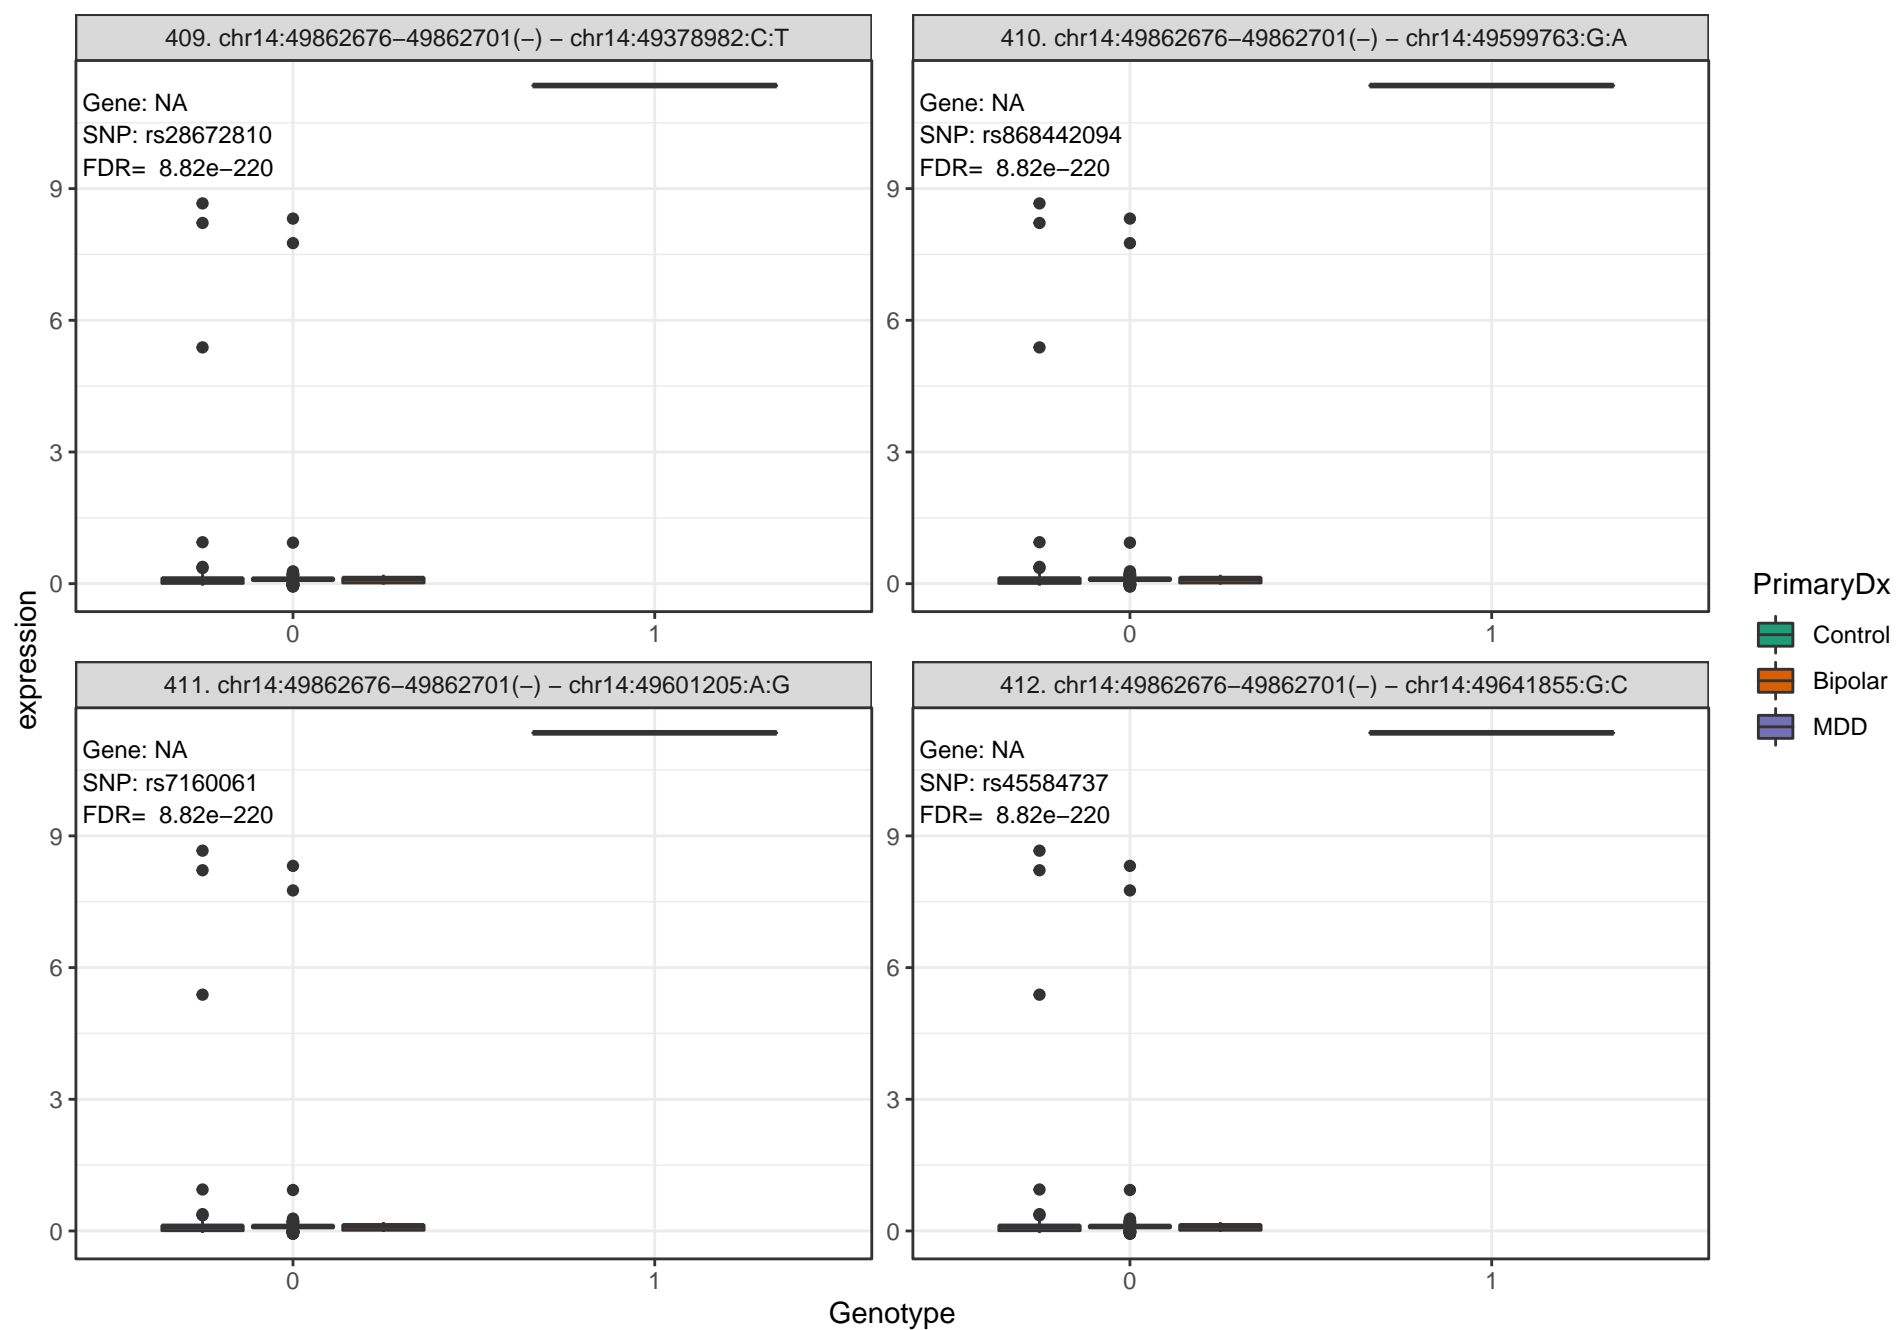 409. chr14:49862676−49862701(−) − chr14:49378982:C:T
410. chr14:49862676−49862701(−) − chr14:49599763:G:A
Gene: NA
SNP: rs28672810
FDR= 8.82e−220
Gene: NA
SNP: rs868442094
FDR= 8.82e−220
9
6
3
0
9
6
3
0
0
1
0
1
411. chr14:49862676−49862701(−) − chr14:49601205:A:G
412. chr14:49862676−49862701(−) − chr14:49641855:G:C
Gene: NA
SNP: rs7160061
FDR= 8.82e−220
Gene: NA
SNP: rs45584737
FDR= 8.82e−220
9
6
3
0
9
6
3
0
0
1
0
1
expression
Genotype
PrimaryDx
Control
Bipolar
MDD